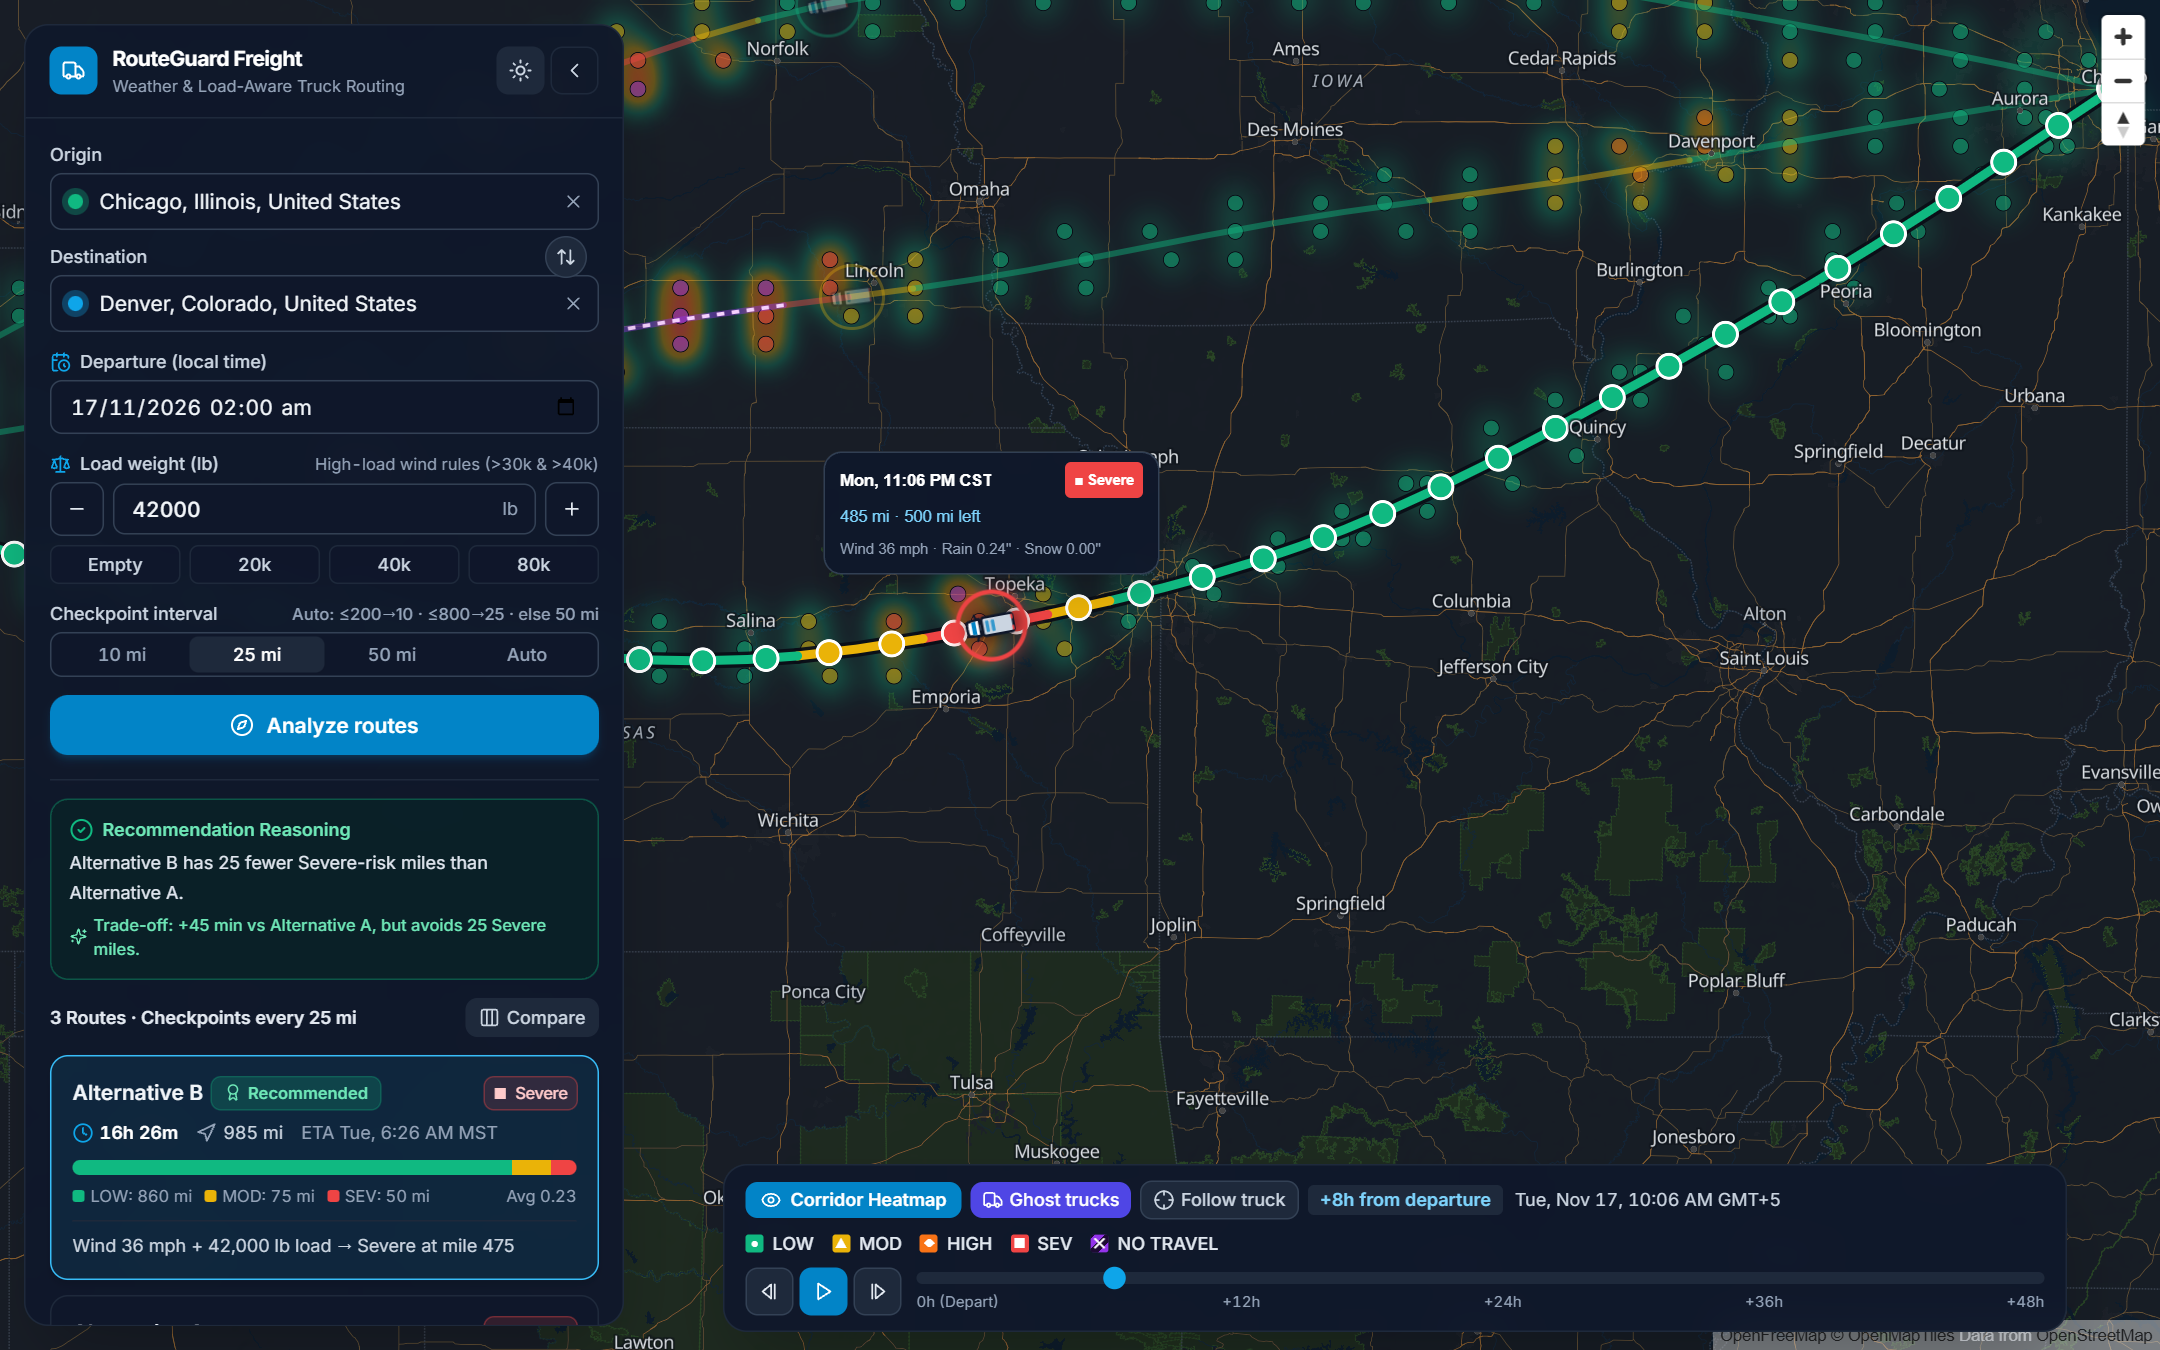 RouteGuard Freight
Weather & Load-Aware Truck Routing
Origin
Chicago, Illinois, United States
Destination
Denver, Colorado, United States
Departure (local time)
17/11/2026 02:00 am
Load weight (lb)
High-load wind rules (>30k & >40k)
42000
lb
Empty
20k
40k
80k
Checkpoint interval
Auto: ≤200→10 · ≤800→25 · else 50 mi
10 mi
25 mi
50 mi
Auto
Analyze routes
Recommendation Reasoning
Alternative B has 25 fewer Severe-risk miles than
Alternative A.
Trade-off: +45 min vs Alternative A, but avoids 25 Severe
miles.
3 Routes · Checkpoints every 25 mi
Compare
Alternative B
Recommended
Severe
16h 26m
985 mi
ETA Tue, 6:26 AM MST
LOW: 860 mi
MOD: 75 mi
SEV: 50 mi
Avg 0.23
Wind 36 mph + 42,000 lb load → Severe at mile 475
Norfolk
Ames
Cedar Rapids
IOWA
Aurora
Des Moines
Davenport
Omaha
Kankakee
Lincoln
Burlington
Peoria
Bloomington
Urbana
Quincy
Springfield
Decatur
Mon, 11:06 PM CST
Severe
485 mi · 500 mi left
Wind 36 mph · Rain 0.24" · Snow 0.00"
Topeka
Salina
Columbia
Alton
Saint Louis
Jefferson City
Emporia
SAS
Evansville
Wichita
Carbondale
Springfield
Joplin
Coffeyville
Paducah
Ponca City
Poplar Bluff
Clarks
Tulsa
Fayetteville
Jonesboro
Muskogee
Lawton
Corridor Heatmap
Ghost trucks
Follow truck
+8h from departure
Tue, Nov 17, 10:06 AM GMT+5
LOW
MOD
HIGH
SEV
NO TRAVEL
0h (Depart)
+12h
+24h
+36h
+48h
OpenFreeMap © OpenMapTiles Data from OpenStreetMap